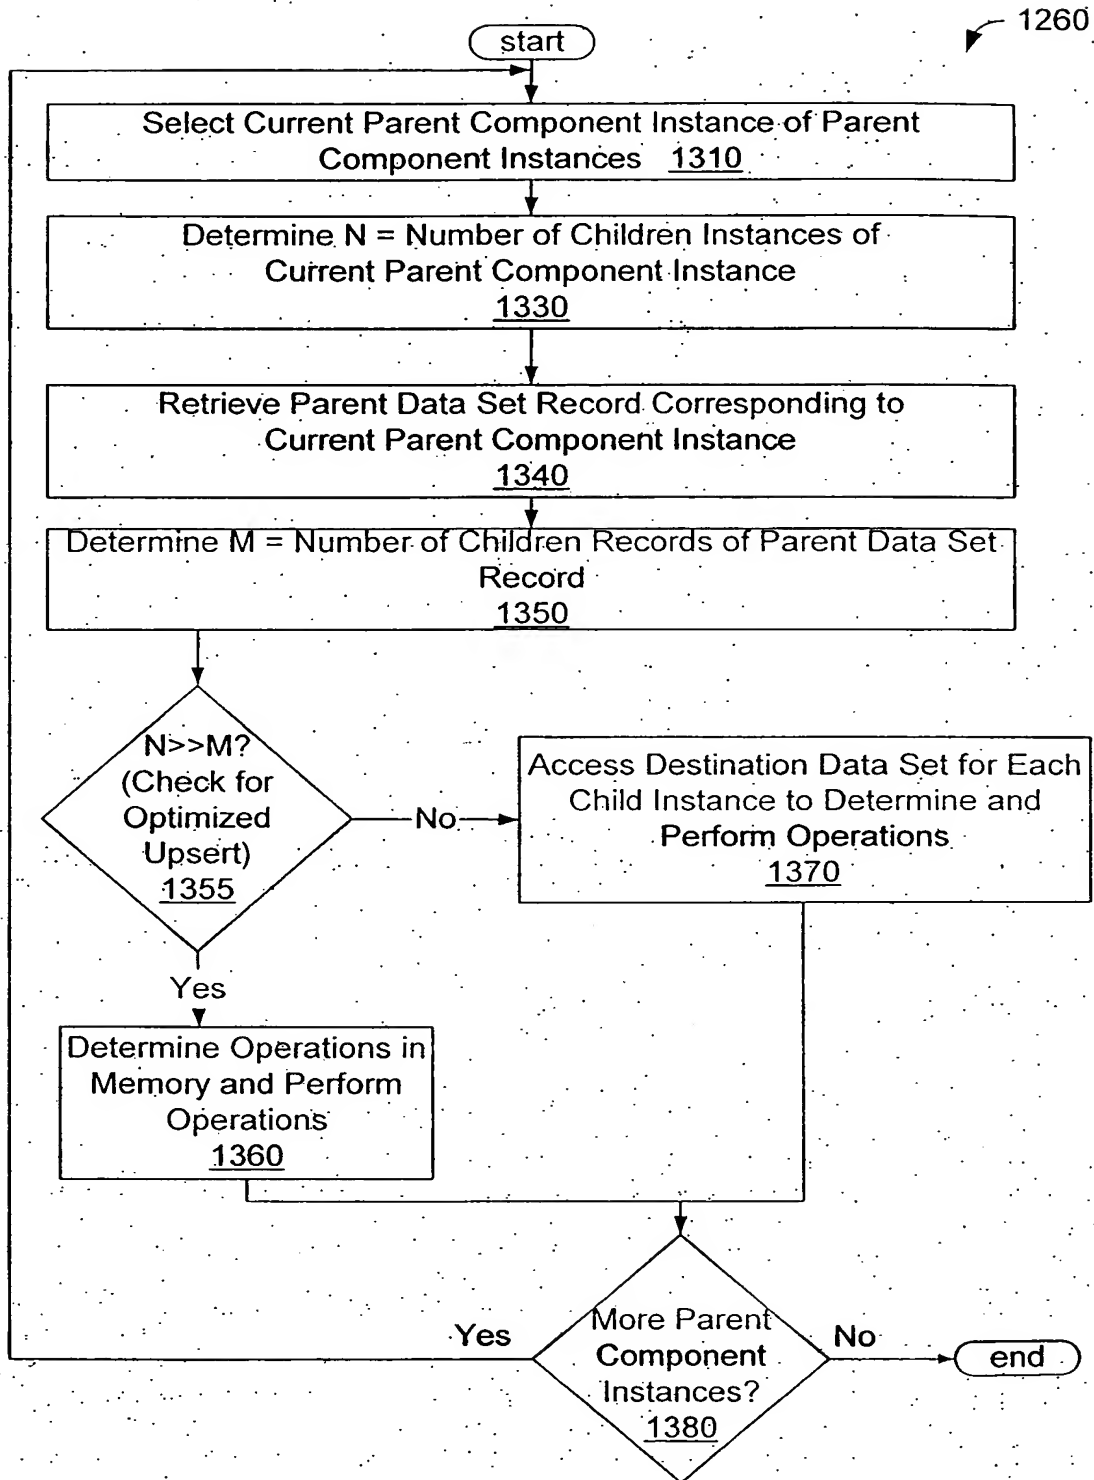 1260
start
Select Current Parent Component Instance of Parent
Component Instances 1310
Determine N = Number of Children Instances of
Current Parent Component Instance
1330
Retrieve Parent Data Set Record Corresponding to
Current Parent Component Instance
1340
Determine M = Number of Children Records of Parent Data Set
Record
1350
N>>M?
(Check for
Optimized
Upsert)
1355
No
Access Destination Data Set for Each
Child Instance to Determine and
Perform Operations
1370
Yes
Determine Operations in
Memory and Perform
Operations
1360
More Parent
Component
Instances?
1380
Yes
No
end